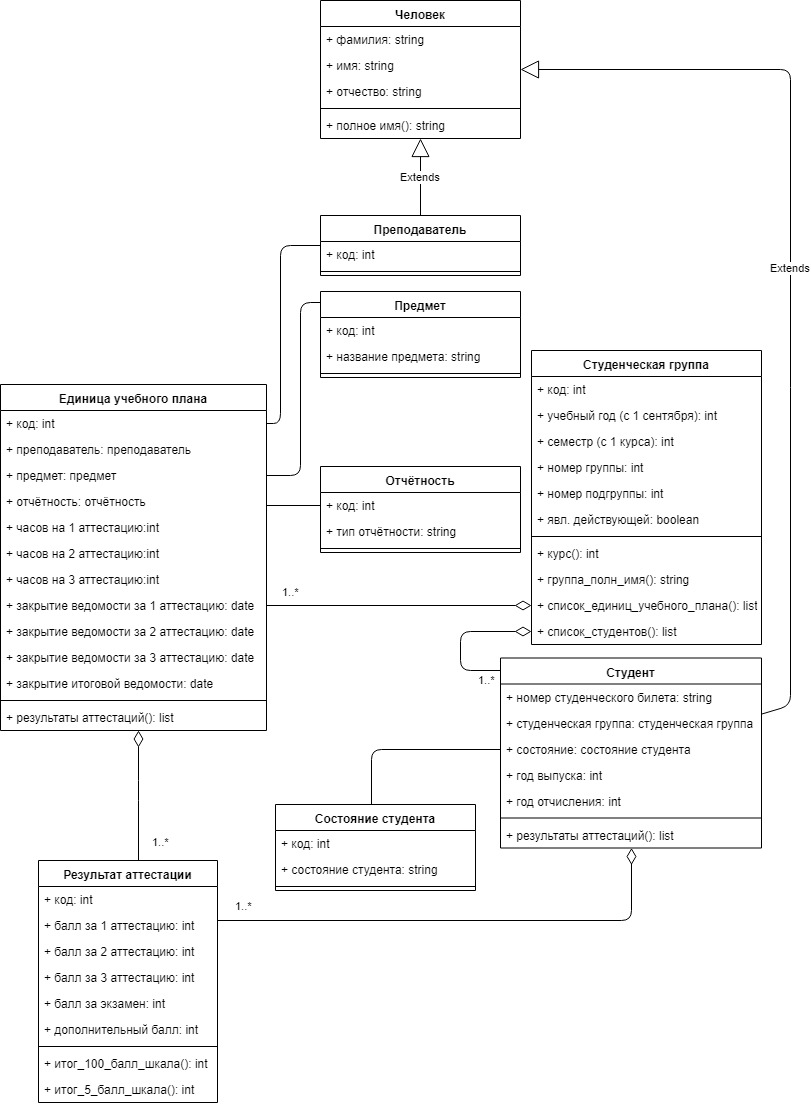 Человек
+ фамилия: string
+ имя: string
+ отчество: string
+ полное имя(): string
Extends
Преподаватель
+ код: int
Extends
Предмет
+ код: int
+ название предмета: string
Студенческая группа
+ код: int
+ учебный год (с 1 сентября): int
+ семестр (с 1 курса): int
+ номер группы: int
+ номер подгруппы: int
+ явл. действующей: boolean
+ курс(): int
+ группа_полн_имя(): string
+ список_единиц_учебного_плана(): list
+ список_студентов(): list
Единица учебного плана
+ код: int
+ преподаватель: преподаватель
+ предмет: предмет
+ отчётность: отчётность
+ часов на 1 аттестацию:int
+ часов на 2 аттестацию:int
+ часов на 3 аттестацию:int
+ закрытие ведомости за 1 аттестацию: date
+ закрытие ведомости за 2 аттестацию: date
+ закрытие ведомости за 3 аттестацию: date
+ закрытие итоговой ведомости: date
+ результаты аттестаций(): list
Отчётность
+ код: int
+ тип отчётности: string
1..*
1..*
Студент
+ номер студенческого билета: string
+ студенческая группа: студенческая группа
+ состояние: состояние студента
+ год выпуска: int
+ год отчисления: int
+ результаты аттестаций(): list
Состояние студента
+ код: int
+ состояние студента: string
1..*
1..*
Результат аттестации
+ код: int
+ балл за 1 аттестацию: int
+ балл за 2 аттестацию: int
+ балл за 3 аттестацию: int
+ балл за экзамен: int
+ дополнительный балл: int
+ итог_100_балл_шкала(): int
+ итог_5_балл_шкала(): int